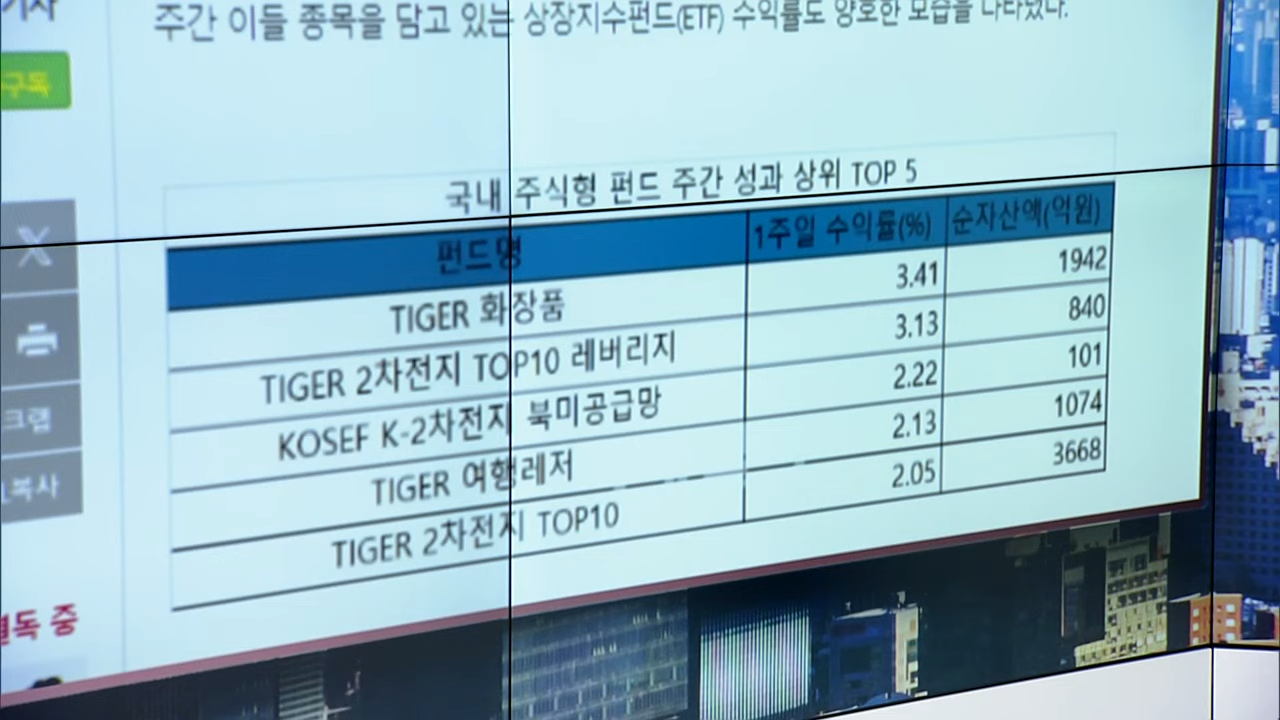 기자
주간 이들 종목을 담고 있는 상장지수펀드(ETF) 수익률도 양호한 모습을 나타냈다.
구독
국내 주식형 펀드 주간 성과 상위 TOP 5
펀드명 1주일 수익률(%) 순자산액(억원)
TIGER 화장품 3.41 1942
TIGER 2차전지 TOP10 레버리지 3.13 840
KOSEF K-2차전지 북미공급망 2.22 101
TIGER 여행레저 2.13 1074
TIGER 2차전지 TOP10 2.05 3668
X
크랩
복사
독 중